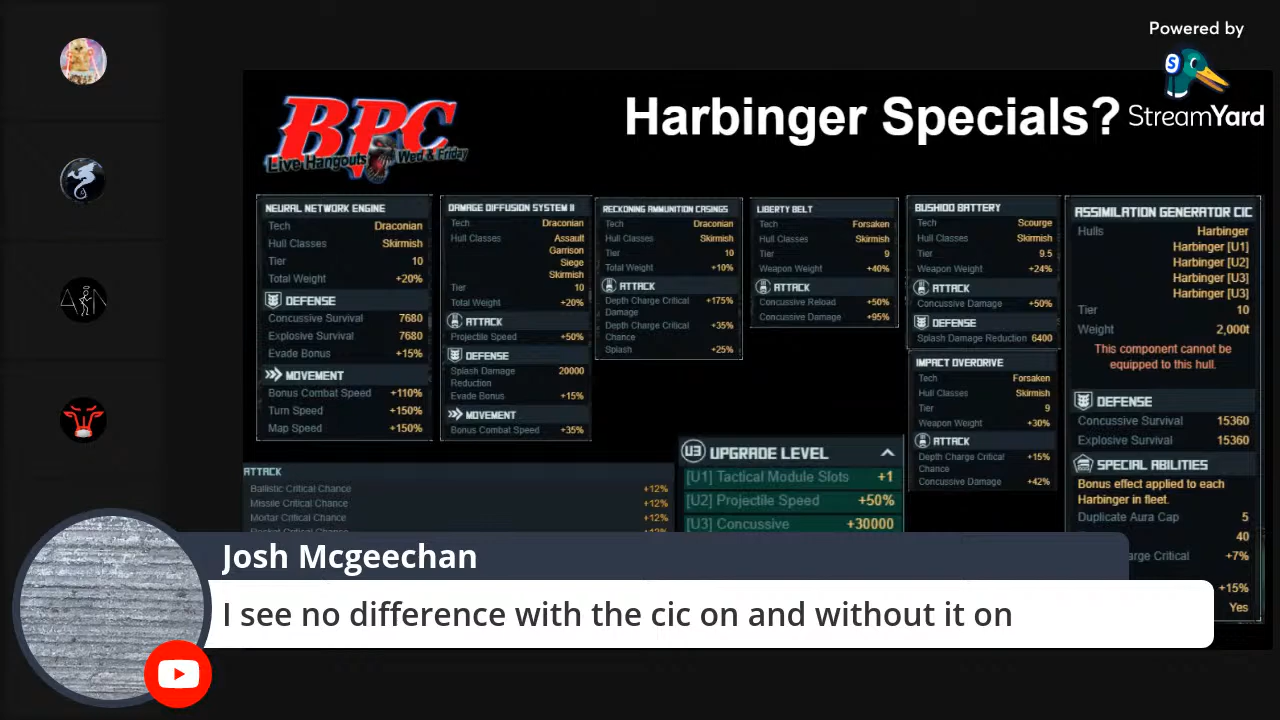 Powered by
StreamYard
BPC
Live Hangouts Wed & Friday
Harbinger Specials?
NEURAL NETWORK ENGINE
Tech Draconian
Hull Classes Skirmish
Tier 10
Total Weight +20%
DEFENSE
Concussive Survival 7680
Explosive Survival 7680
Evade Bonus +15%
MOVEMENT
Bonus Combat Speed +110%
Turn Speed +150%
Map Speed +150%
DAMAGE DIFFUSION SYSTEM II
Tech Draconian
Hull Classes Assault
Garrison
Siege
Skirmish
Tier 10
Total Weight +20%
ATTACK
Projectile Speed +50%
DEFENSE
Splash Damage 20000
Reduction
Evade Bonus +15%
MOVEMENT
Bonus Combat Speed +35%
RECKONING AMMUNITION CASINGS
Tech Draconian
Hull Classes Skirmish
Tier 10
Total Weight +10%
ATTACK
Depth Charge Critical +175%
Damage
Depth Charge Critical +35%
Chance
Splash +25%
LIBERTY BELT
Tech Forsaken
Hull Classes Skirmish
Tier 9
Weapon Weight +40%
ATTACK
Concussive Reload +50%
Concussive Damage +95%
BUSHIDO BATTERY
Tech Scourge
Hull Classes Skirmish
Tier 9.5
Weapon Weight +24%
ATTACK
Concussive Damage +50%
DEFENSE
Splash Damage Reduction 6400
IMPACT OVERDRIVE
Tech Forsaken
Hull Classes Skirmish
Tier 9
Weapon Weight +30%
ATTACK
Depth Charge Critical +15%
Chance
Concussive Damage +42%
ASSIMILATION GENERATOR CIC
Hulls Harbinger
Harbinger [U1]
Harbinger [U2]
Harbinger [U3]
Harbinger [U3]
Tier 10
Weight 2,000t
This component cannot be
equipped to this hull.
DEFENSE
Concussive Survival 15360
Explosive Survival 15360
SPECIAL ABILITIES
Bonus effect applied to each
Harbinger in fleet.
Duplicate Aura Cap 5
40
arge Critical +7%
+15%
Yes
ATTACK
Ballistic Critical Chance +12%
Missile Critical Chance +12%
Mortar Critical Chance +12%
U3 UPGRADE LEVEL
[U1] Tactical Module Slots +1
[U2] Projectile Speed +50%
[U3] Concussive +30000
Josh Mcgeechan
I see no difference with the cic on and without it on